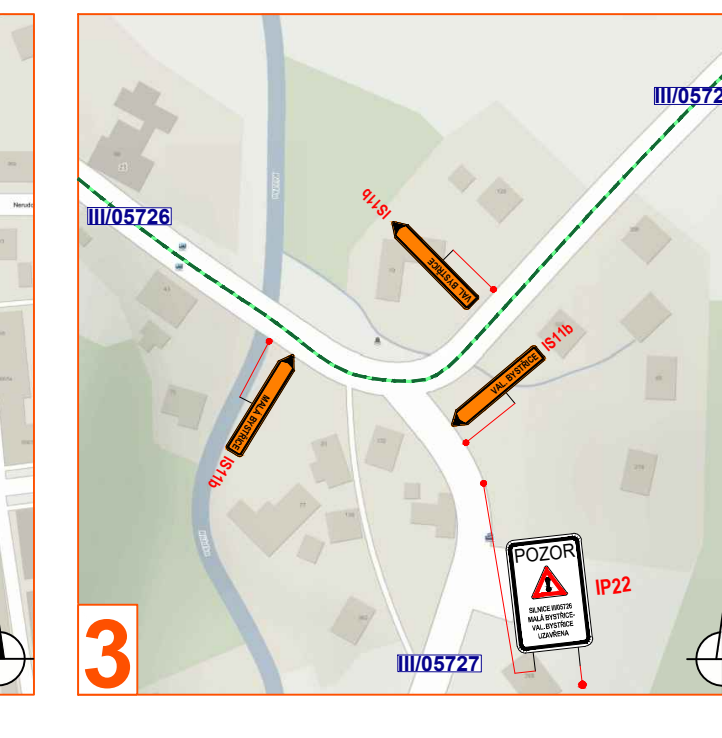 III/0572
III/05726
IS11b
VAL. BYSTŘICE
IS11b
VAL. BYSTŘICE
MALÁ BYSTŘICE
IS11b
POZOR
SILNICE III/05726
MALÁ BYSTŘICE-
VAL. BYSTŘICE
UZAVŘENA
IP22
III/05727
3
Nerudo